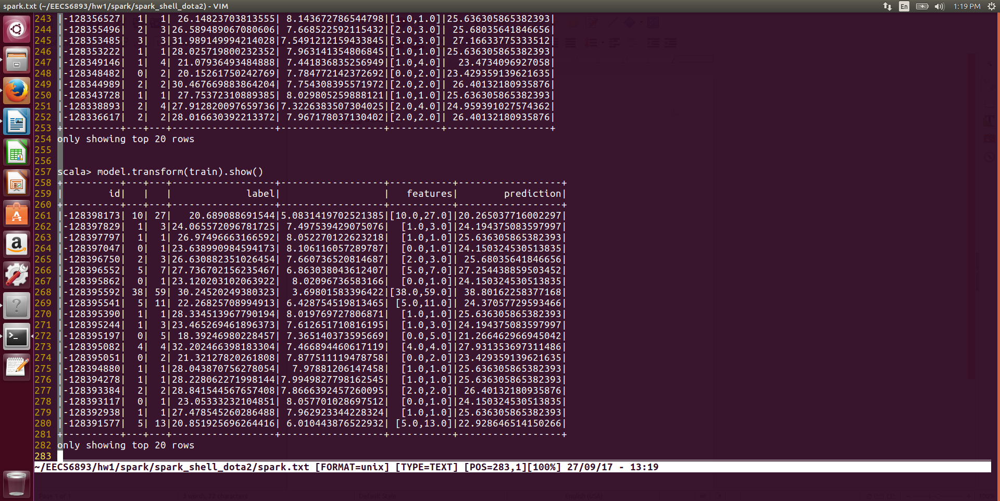 spark.txt (~/EECS6893/hw1/spark/spark_shell_dota2) - VIM
En
1:19 PM
243 |-128356527| 1| 1| 26.14823703813555| 8.143672786544798|[1.0,1.0]|25.636305865382393|
244 |-128355496| 2| 3|26.589489067080606| 7.668522592115432|[2.0,3.0]| 25.68035641846656|
245 |-128353485| 3| 3|31.989149994214028|7.5491212159433845|[3.0,3.0]| 27.16633775333512|
246 |-128353222| 1| 1|28.025719800232352| 7.963141354806845|[1.0,1.0]|25.636305865382393|
247 |-128349146| 1| 4| 21.07936493484888| 7.441836835256949|[1.0,4.0]| 23.4734096927058|
248 |-128348482| 0| 2| 20.15261750242769| 7.784772142372692|[0.0,2.0]|23.429359139621635|
249 |-128344989| 2| 2|30.467669883864204| 7.754308395571972|[2.0,2.0]| 26.40132180935876|
250 |-128343728| 1| 1| 27.75372310889385| 8.029805259888121|[1.0,1.0]|25.636305865382393|
251 |-128338893| 2| 4|27.912820097659736|7.3226383507304025|[2.0,4.0]|24.959391027574362|
252 |-128336617| 2| 2|28.016630392213372| 7.967178037130402|[2.0,2.0]| 26.40132180935876|
253 +----------+---+---+------------------+------------------+---------+------------------+
254 only showing top 20 rows
255
256
257 scala> model.transform(train).show()
258 +----------+---+---+------------------+------------------+-----------+------------------+
259 | id| | | label| | features| prediction|
260 +----------+---+---+------------------+------------------+-----------+------------------+
261 |-128398173| 10| 27| 20.689088691544|5.0831419702521385|[10.0,27.0]|20.265037716002297|
262 |-128397829| 1| 3|24.065572096781725| 7.497539429075076| [1.0,3.0]|24.194375083597997|
263 |-128397797| 1| 1| 26.97496663166592| 8.052270122623218| [1.0,1.0]|25.636305865382393|
264 |-128397047| 0| 1|23.638990984594173| 8.106116057289787| [0.0,1.0]|24.150324530513835|
265 |-128396750| 2| 3|26.630882351026454| 7.660736520814687| [2.0,3.0]| 25.68035641846656|
266 |-128396552| 5| 7|27.736702156235467| 6.863038043612407| [5.0,7.0]|27.254438859503452|
267 |-128395862| 0| 1|23.120203102063922| 8.02096736583166| [0.0,1.0]|24.150324530513835|
268 |-128395592| 38| 59| 30.24520249380323| 3.69801583396422|[38.0,59.0]| 38.80162258377168|
269 |-128395541| 5| 11| 22.26825708994913| 6.428754519813465| [5.0,11.0]| 24.37057729593466|
270 |-128395390| 1| 1|28.334513967790194| 8.019769727806871| [1.0,1.0]|25.636305865382393|
271 |-128395244| 1| 3|23.465269461896373| 7.612651710816195| [1.0,3.0]|24.194375083597997|
272 |-128395197| 0| 5| 18.39246980228457| 7.365140373595669| [0.0,5.0]|21.266462966945042|
273 |-128395082| 4| 4|32.202466398183304| 7.466894460617119| [4.0,4.0]|27.931353697311486|
274 |-128395051| 0| 2| 21.32127820261808| 7.877511119478758| [0.0,2.0]|23.429359139621635|
275 |-128394880| 1| 1|28.043870756278054| 7.97881206147458| [1.0,1.0]|25.636305865382393|
276 |-128394278| 1| 1|28.228062271998144|7.99498277981625​45| [1.0,1.0]|25.636305865382393|
277 |-128393384| 2| 2|28.841544567657408|7.8666392457260095| [2.0,2.0]| 26.40132180935876|
278 |-128393117| 0| 1| 23.05333232104851| 8.057701028697512| [0.0,1.0]|24.150324530513835|
279 |-128392938| 1| 1|27.478545260286488| 7.962923344228324| [1.0,1.0]|25.636305865382393|
280 |-128391577| 5| 13|20.851925696264416| 6.010443876522932| [5.0,13.0]|22.928646514150266|
281 +----------+---+---+------------------+------------------+-----------+------------------+
282 only showing top 20 rows
283
~/EECS6893/hw1/spark/spark_shell_dota2/spark.txt [FORMAT=unix] [TYPE=TEXT] [POS=283,1][100%] 27/09/17 - 13:19